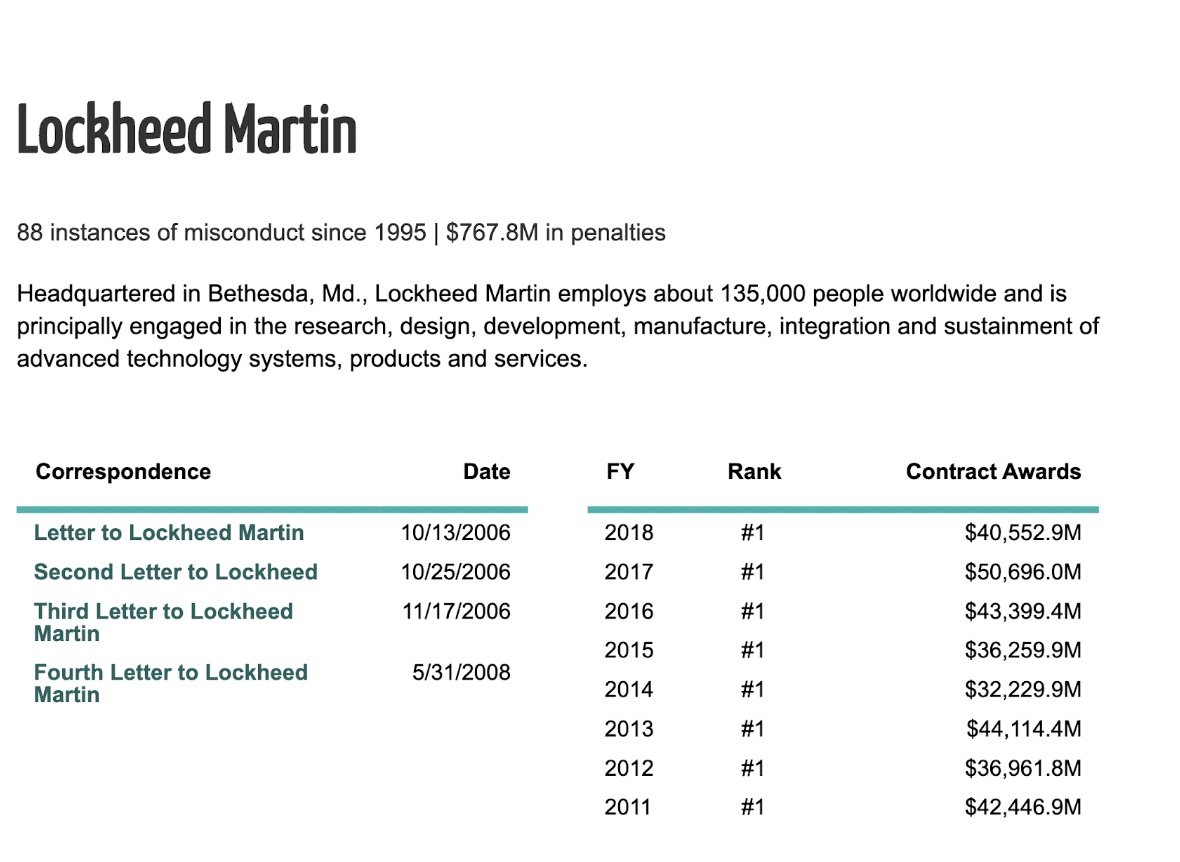 Lockheed Martin
88 instances of misconduct since 1995 | $767.8M in penalties
Headquartered in Bethesda, Md., Lockheed Martin employs about 135,000 people worldwide and is
principally engaged in the research, design, development, manufacture, integration and sustainment of
advanced technology systems, products and services.
Correspondence Date
Letter to Lockheed Martin 10/13/2006
Second Letter to Lockheed 10/25/2006
Third Letter to Lockheed 11/17/2006
Martin
Fourth Letter to Lockheed 5/31/2008
Martin
FY Rank Contract Awards
2018 #1 $40,552.9M
2017 #1 $50,696.0M
2016 #1 $43,399.4M
2015 #1 $36,259.9M
2014 #1 $32,229.9M
2013 #1 $44,114.4M
2012 #1 $36,961.8M
2011 #1 $42,446.9M